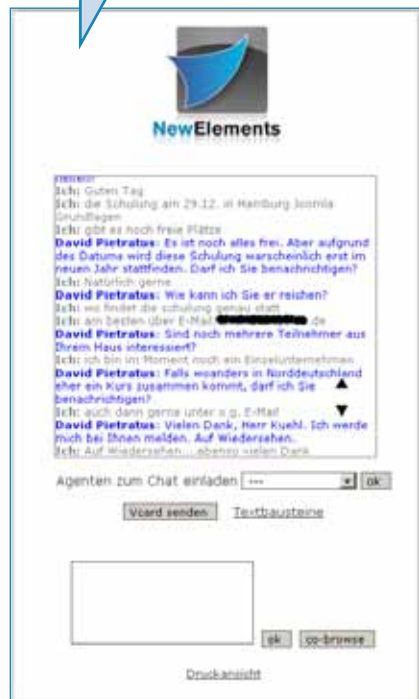 NewElements
Ich: Guten Tag
Ich: die Schulung am 29.12. in Hamburg Joomla
Grundlagen
Ich: gibt es noch freie Plätze
David Pietratus: Es ist noch alles frei. Aber aufgrund
des Datums wird diese Schulung warscheinlich erst im
neuen Jahr stattfinden. Darf ich Sie benachrichtigen?
Ich: Natürlich gerne
David Pietratus: Wie kann ich Sie er reichen?
Ich: wo findet die schulung genau statt
Ich: am besten über E-Mail .de
David Pietratus: Sind noch mehrere Teilnehmer aus
Ihrem Haus interessiert?
Ich: ich bin im Moment noch ein Einzelunternehmen
David Pietratus: Falls woanders in Norddeutschland
eher ein Kurs zusammen kommt, darf ich Sie
benachrichtigen?
Ich: auch dann gerne unter o.g. E-Mail
David Pietratus: Vielen Dank, Herr Kuehl. Ich werde
mich bei Ihnen melden. Auf Wiedersehen.
Ich: Auf Wiedersehen... ebenso vielen Dank
Agenten zum Chat einladen --- ok
Vcard senden Textbausteine
ok co-browse
Druckansicht